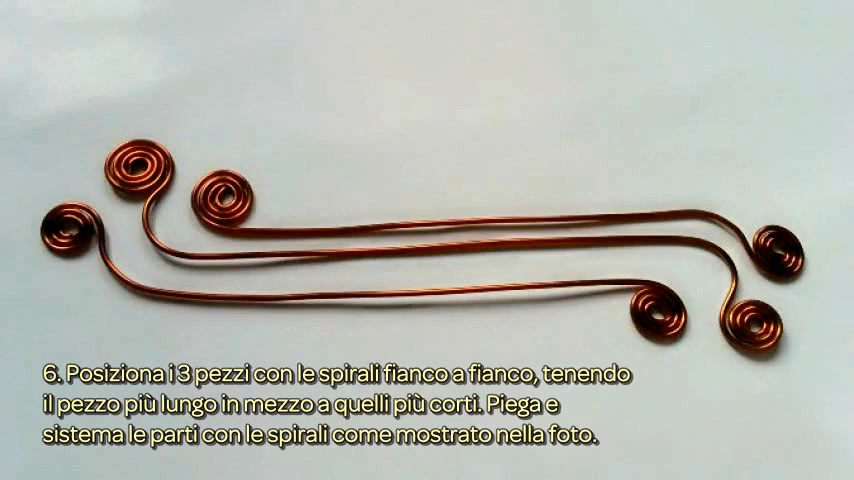 6. Posiziona i 3 pezzi con le spirali fianco a fianco, tenendo
il pezzo più lungo in mezzo a quelli più corti. Piega e
sistema le parti con le spirali come mostrato nella foto.